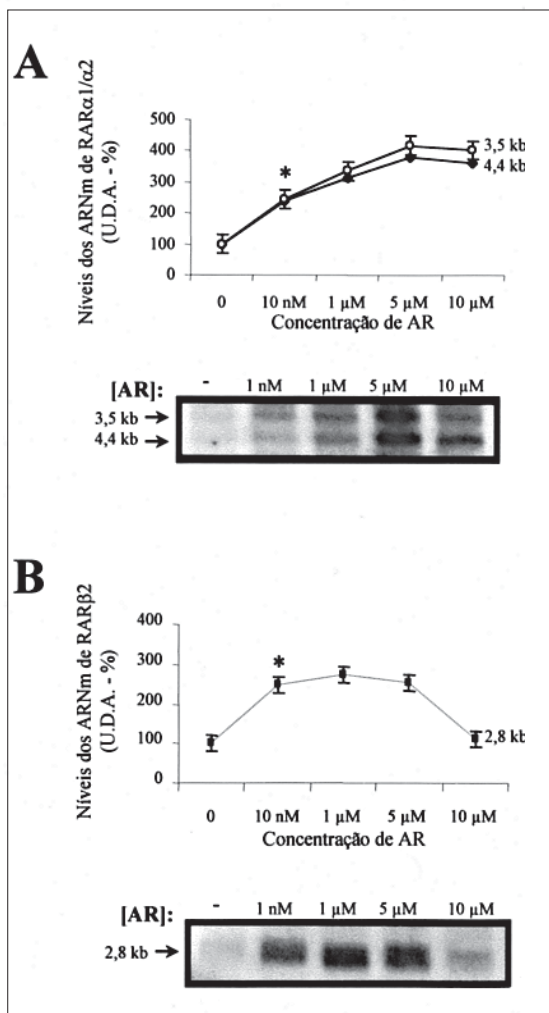 A
Níveis dos ARNm de RARα1/α2
(U.D.A. - %)
500
400
300
200
100
0
*
3,5 kb
4,4 kb
0 10 nM 1 µM 5 µM 10 µM
Concentração de AR
[AR]: - 1 nM 1 µM 5 µM 10 µM
3,5 kb
4,4 kb
B
Níveis dos ARNm de RARβ2
(U.D.A. - %)
400
300
200
100
0
*
2,8 kb
0 10 nM 1 µM 5 µM 10 µM
Concentração de AR
[AR]: - 1 nM 1 µM 5 µM 10 µM
2,8 kb